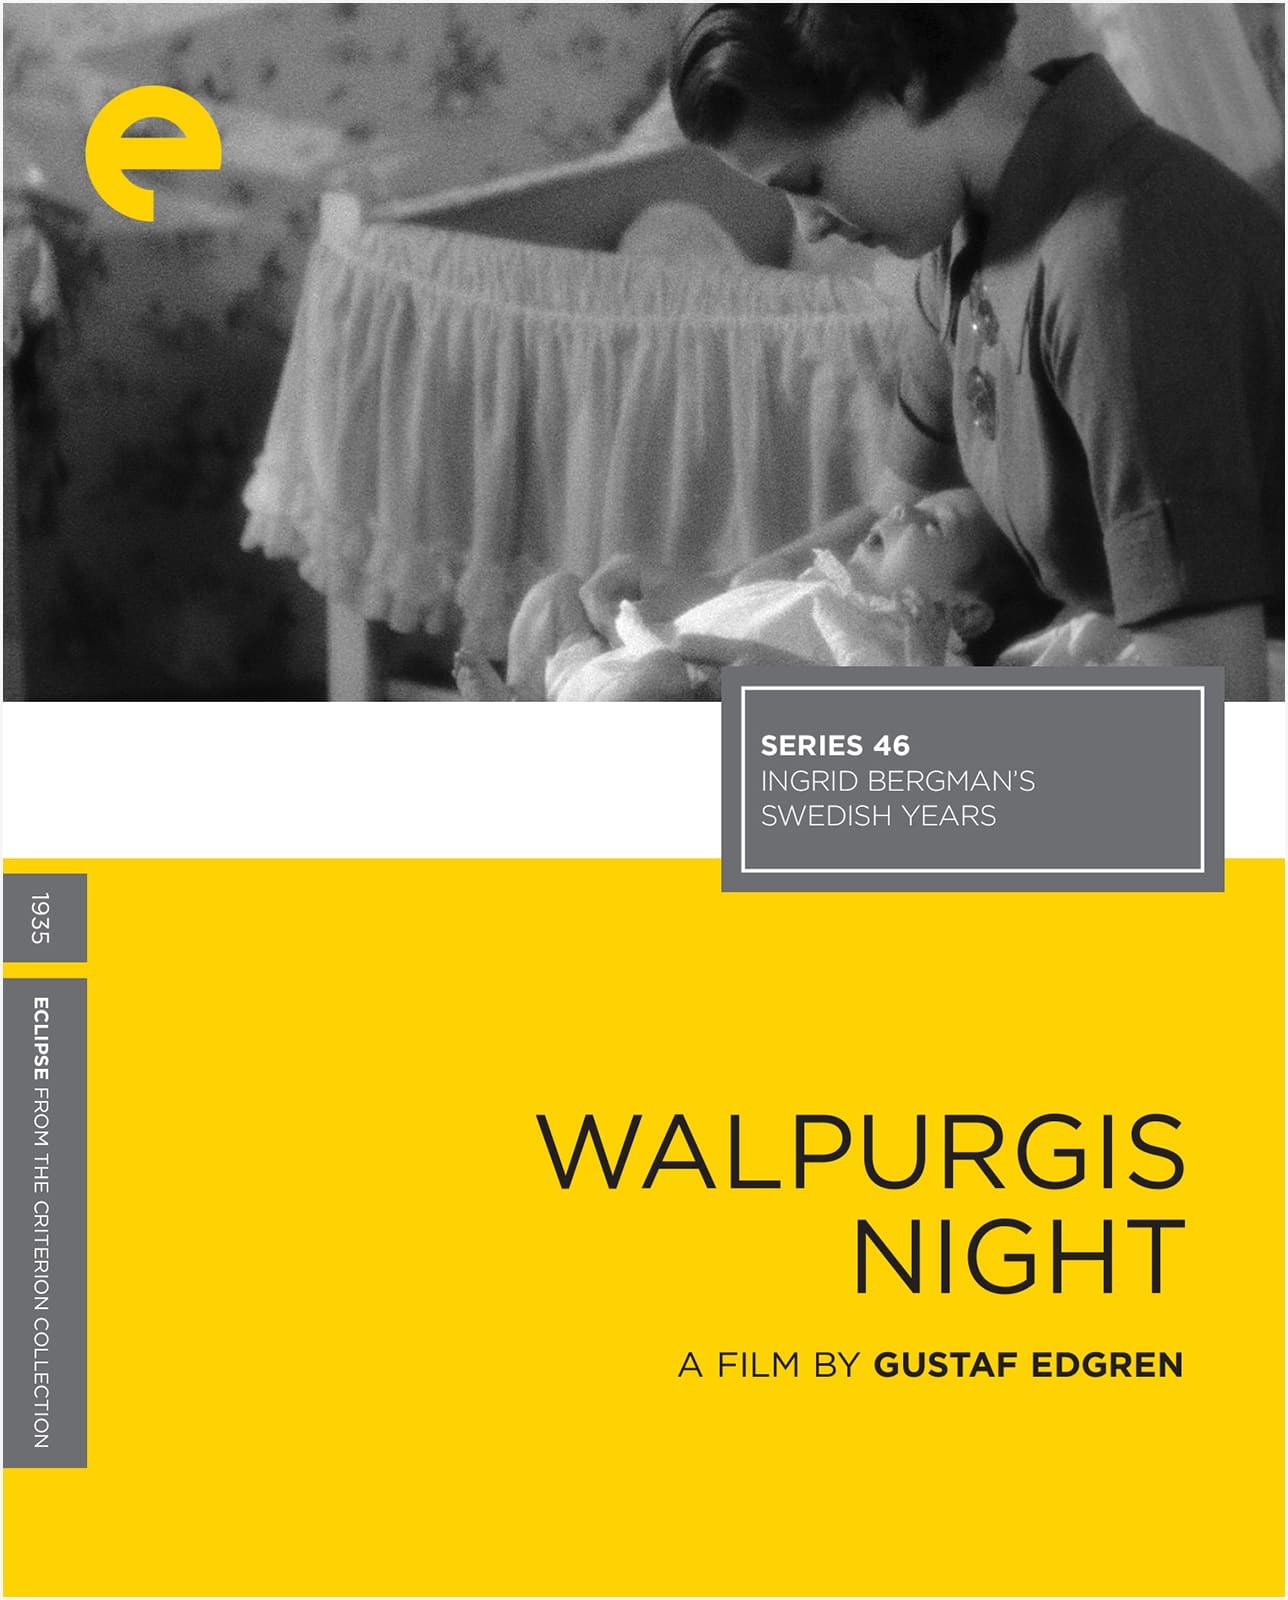 e
SERIES 46
INGRID BERGMAN'S
SWEDISH YEARS
1935
ECLIPSE FROM THE CRITERION COLLECTION
WALPURGIS
NIGHT
A FILM BY GUSTAF EDGREN